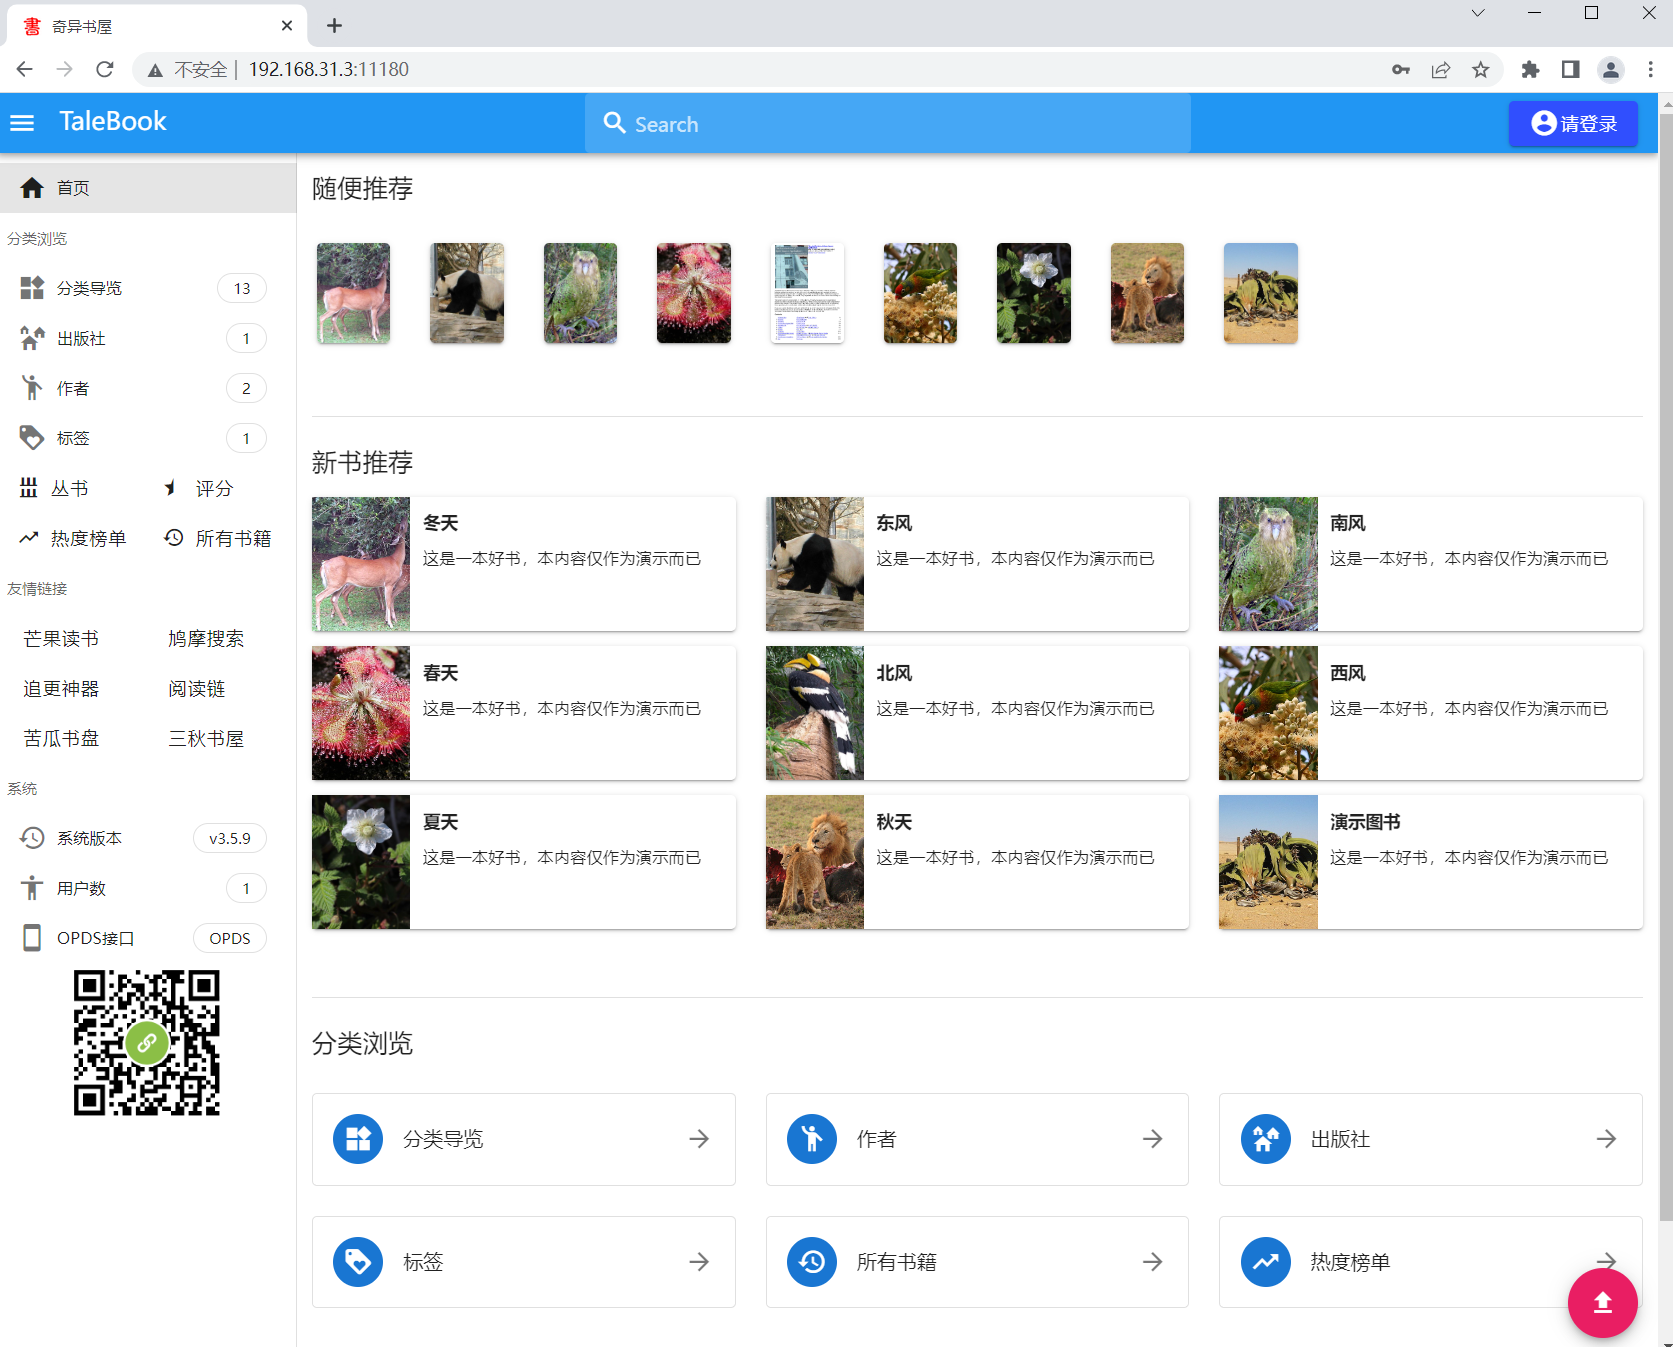 奇异书屋
不安全 192.168.31.3:11180
TaleBook
Search
请登录
首页
分类浏览
分类导览 13
出版社 1
作者 2
标签 1
丛书 评分
热度榜单 所有书籍
友情链接
芒果读书 鸠摩搜索
追更神器 阅读链
苦瓜书盘 三秋书屋
系统
系统版本 v3.5.9
用户数 1
OPDS接口 OPDS
随便推荐
新书推荐
冬天
这是一本好书，本内容仅作为演示而已
东风
这是一本好书，本内容仅作为演示而已
南风
这是一本好书，本内容仅作为演示而已
春天
这是一本好书，本内容仅作为演示而已
北风
这是一本好书，本内容仅作为演示而已
西风
这是一本好书，本内容仅作为演示而已
夏天
这是一本好书，本内容仅作为演示而已
秋天
这是一本好书，本内容仅作为演示而已
演示图书
这是一本好书，本内容仅作为演示而已
分类浏览
分类导览
作者
出版社
标签
所有书籍
热度榜单